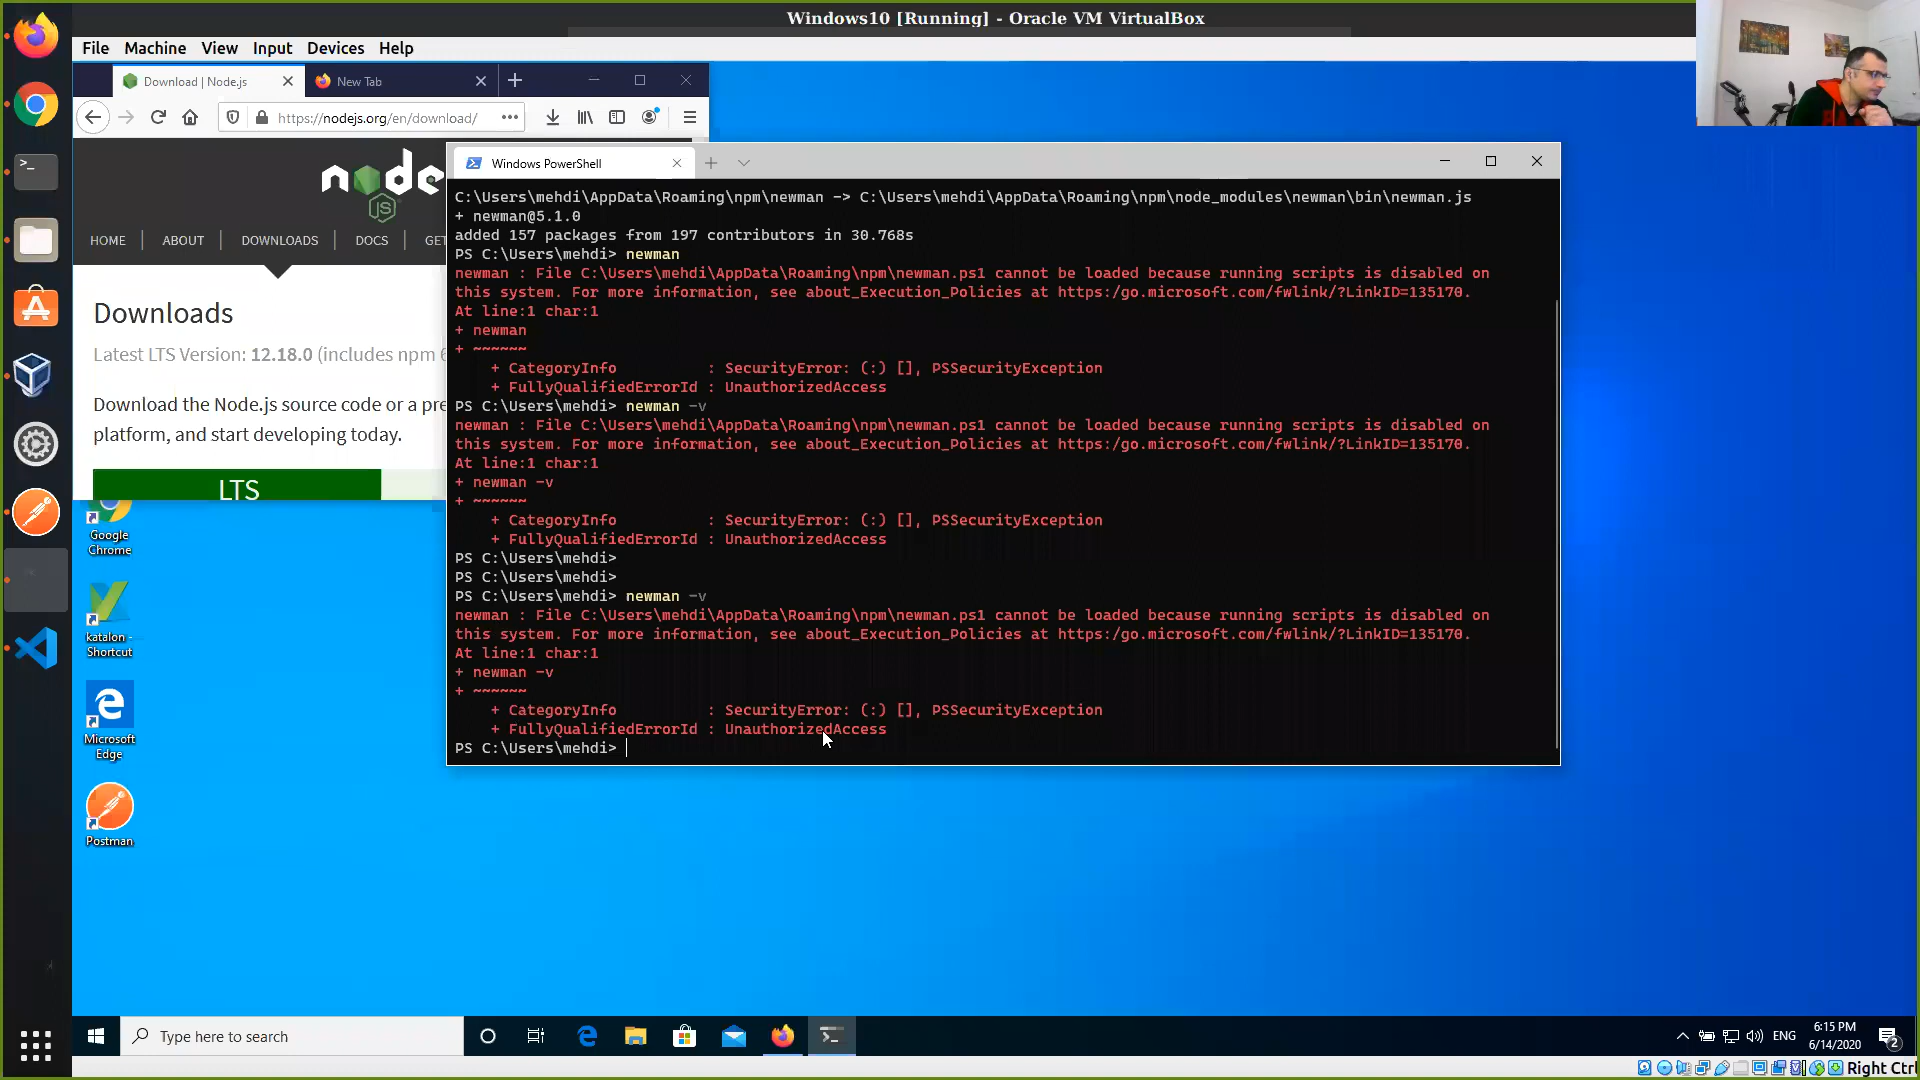 Windows10 [Running] - Oracle VM VirtualBox
File Machine View Input Devices Help
Download | Node.js
New Tab
https://nodejs.org/en/download/
node
JS
HOME
ABOUT
DOWNLOADS
DOCS
GE
Downloads
Latest LTS Version: 12.18.0 (includes npm 6
Download the Node.js source code or a pre
platform, and start developing today.
LTS
Windows PowerShell
C:\Users\mehdi\AppData\Roaming\npm\newman -> C:\Users\mehdi\AppData\Roaming\npm\node_modules\newman\bin\newman.js
+ newman@5.1.0
added 157 packages from 197 contributors in 30.768s
PS C:\Users\mehdi> newman
newman : File C:\Users\mehdi\AppData\Roaming\npm\newman.ps1 cannot be loaded because running scripts is disabled on
this system. For more information, see about_Execution_Policies at https:/go.microsoft.com/fwlink/?LinkID=135170.
At line:1 char:1
+ newman
+ ~~~~~~
+ CategoryInfo : SecurityError: (:) [], PSSecurityException
+ FullyQualifiedErrorId : UnauthorizedAccess
PS C:\Users\mehdi> newman -v
newman : File C:\Users\mehdi\AppData\Roaming\npm\newman.ps1 cannot be loaded because running scripts is disabled on
this system. For more information, see about_Execution_Policies at https:/go.microsoft.com/fwlink/?LinkID=135170.
At line:1 char:1
+ newman -v
+ ~~~~~~
+ CategoryInfo : SecurityError: (:) [], PSSecurityException
+ FullyQualifiedErrorId : UnauthorizedAccess
PS C:\Users\mehdi>
PS C:\Users\mehdi>
PS C:\Users\mehdi> newman -v
newman : File C:\Users\mehdi\AppData\Roaming\npm\newman.ps1 cannot be loaded because running scripts is disabled on
this system. For more information, see about_Execution_Policies at https:/go.microsoft.com/fwlink/?LinkID=135170.
At line:1 char:1
+ newman -v
+ ~~~~~~
+ CategoryInfo : SecurityError: (:) [], PSSecurityException
+ FullyQualifiedErrorId : UnauthorizedAccess
PS C:\Users\mehdi>
Google
Chrome
katalon -
Shortcut
Microsoft
Edge
Postman
Type here to search
ENG
6:15 PM
6/14/2020
2
Right Ctrl